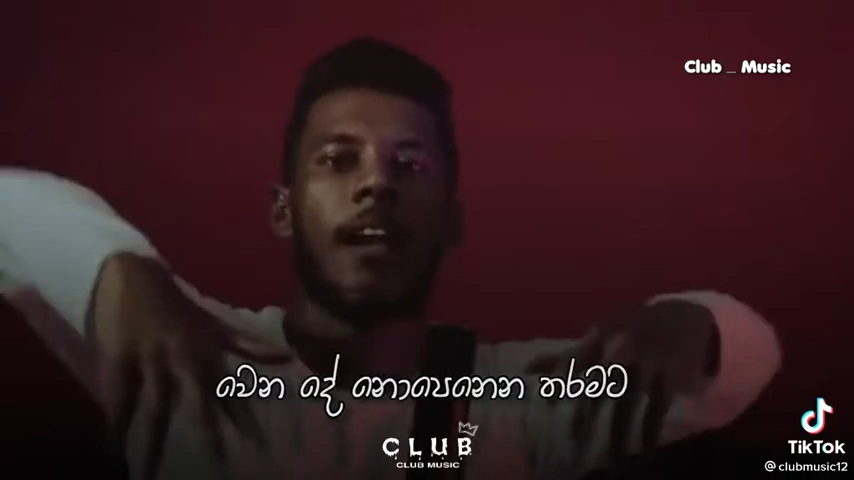 Club _ Music
වෙන දේ නොපෙනෙන තරමට
CLUB
CLUB MUSIC
TikTok
@clubmusic12